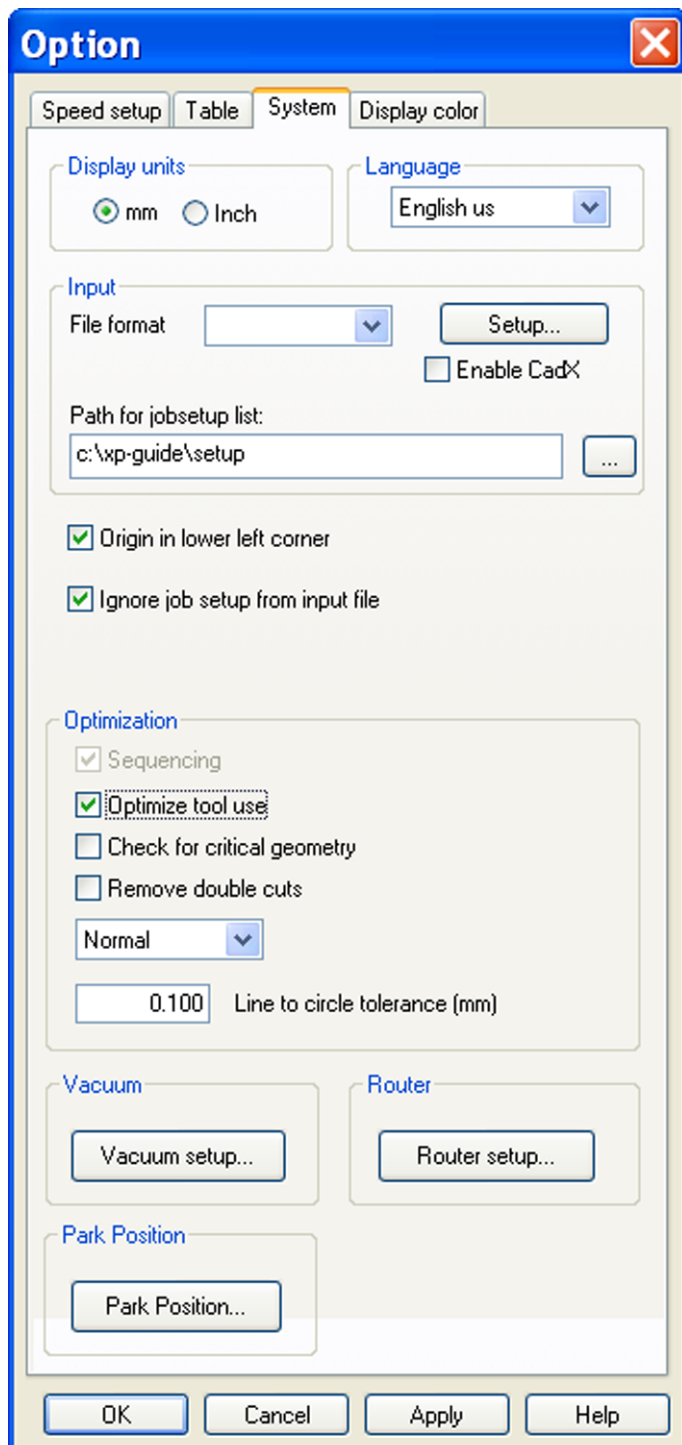 Option
Speed setup Table System Display color
Display units Language
mm Inch English us
Input
File format Setup...
Enable CadX
Path for jobsetup list:
c:\xp-guide\setup ...
Origin in lower left corner
Ignore job setup from input file
Optimization
Sequencing
Optimize tool use
Check for critical geometry
Remove double cuts
Normal
0.100 Line to circle tolerance (mm)
Vacuum Router
Vacuum setup... Router setup...
Park Position
Park Position...
OK Cancel Apply Help